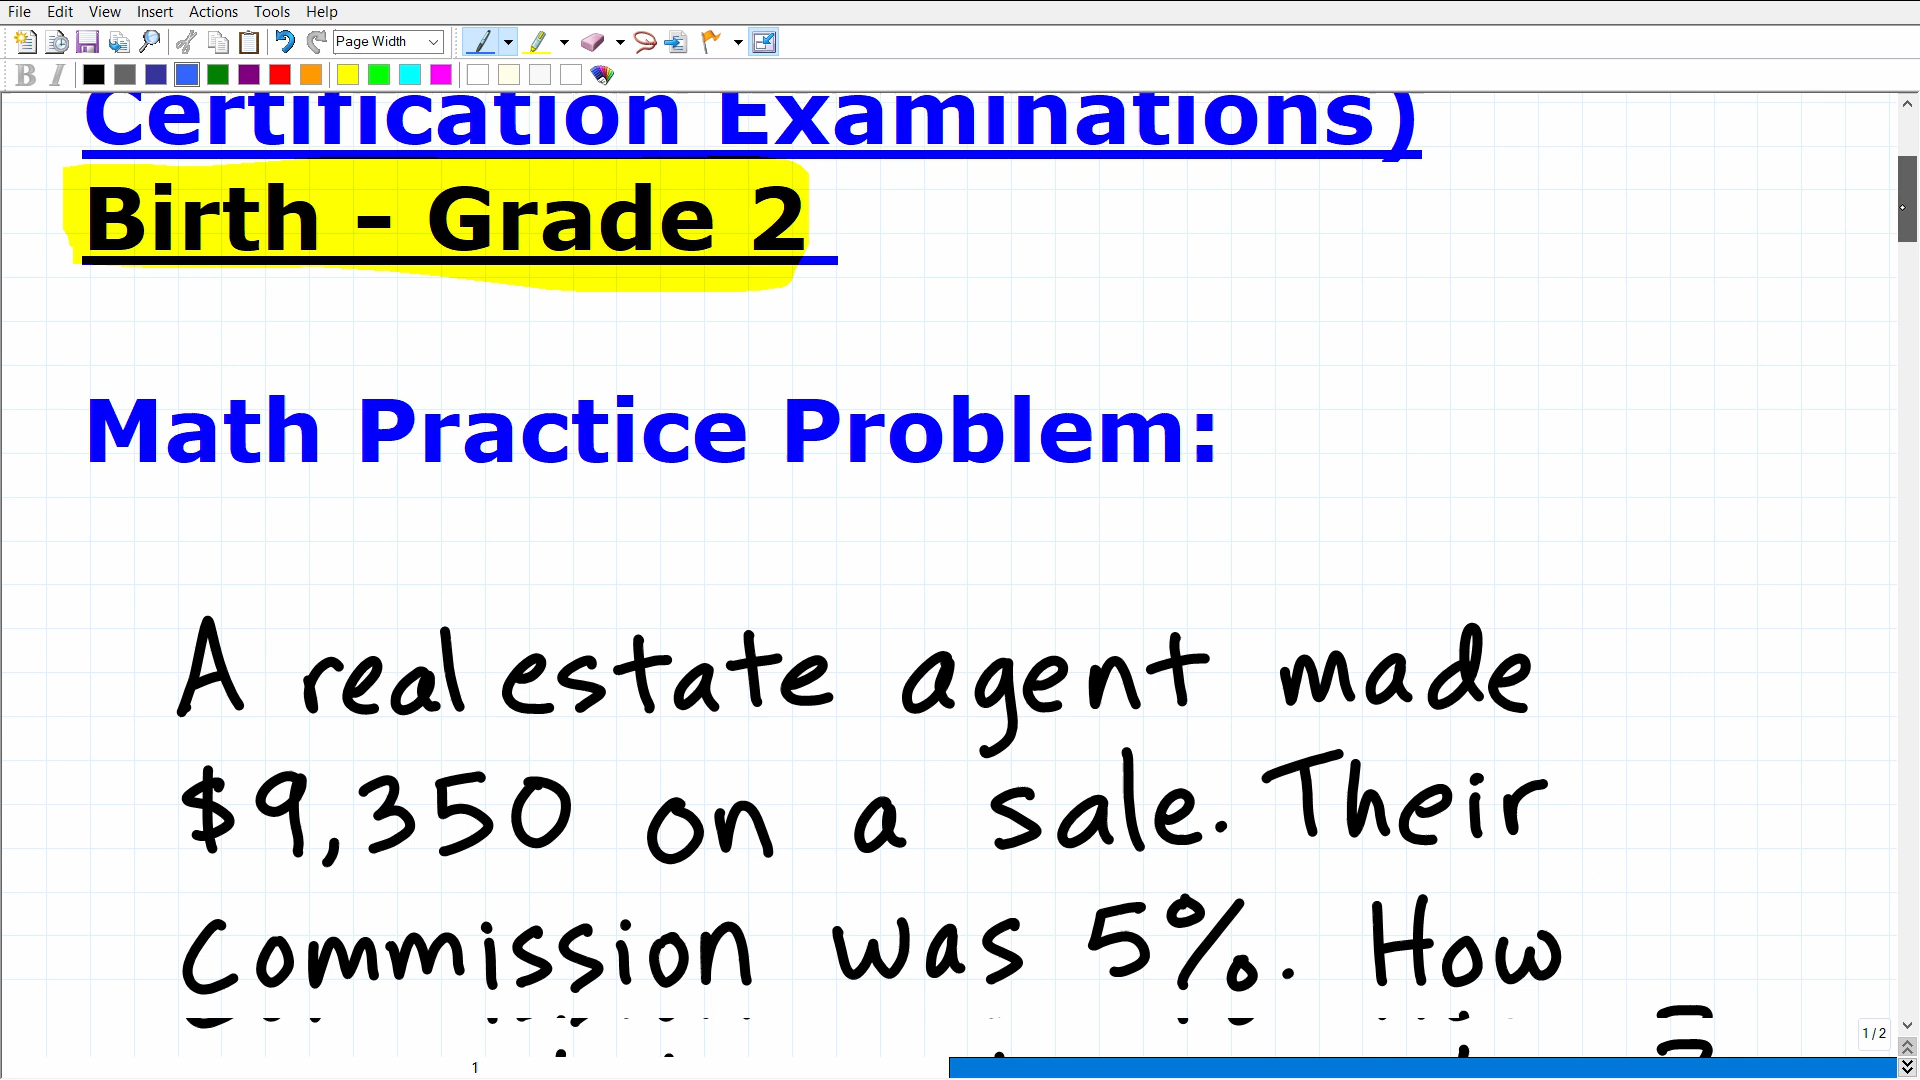 File Edit View Insert Actions Tools Help
Page Width
B I
Certification Examinations)
Birth - Grade 2
Math Practice Problem:
A real estate agent made
$9,350 on a sale. Their
Commission was 5%. How
1/2
1